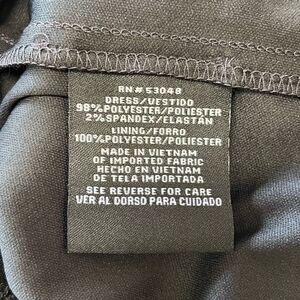 RN# 53048
DRESS/VESTIDO
98% POLYESTER/POLIESTER
2% SPANDEX/ELASTAN
LINING/FORRO
100% POLYESTER/POLIESTER
MADE IN VIETNAM
OF IMPORTED FABRIC
HECHO EN VIETNAM
DE TELA IMPORTADA
SEE REVERSE FOR CARE
VER AL DORSO PARA CUIDADO